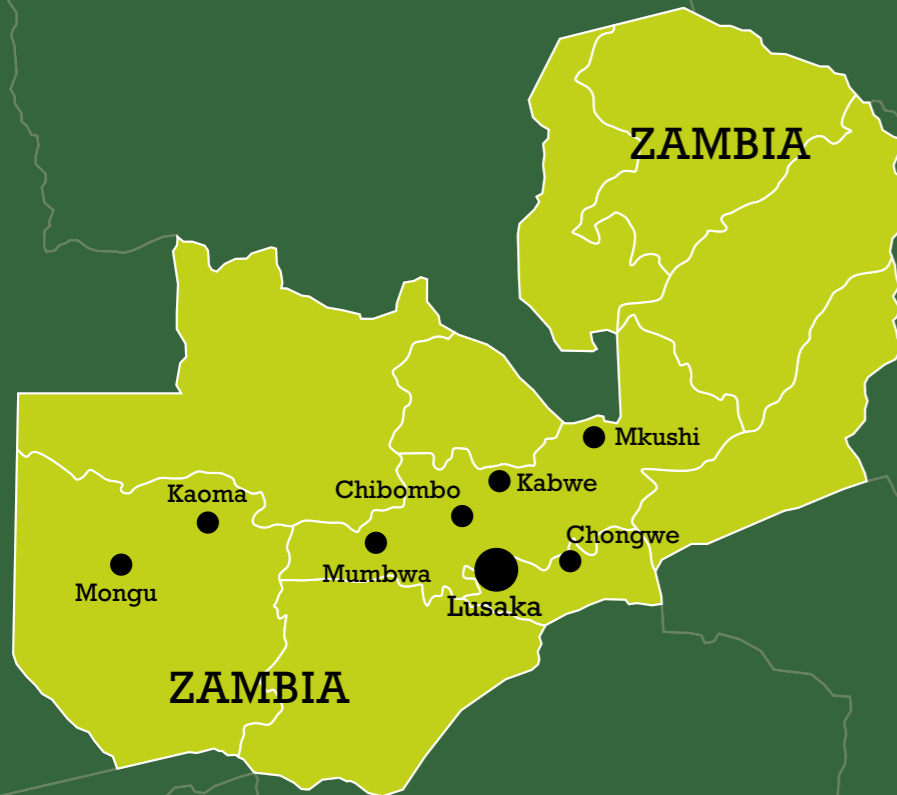 ZAMBIA
Mkushi
Kabwe
Chibombo
Kaoma
Chongwe
Mumbwa
Mongu
Lusaka
ZAMBIA